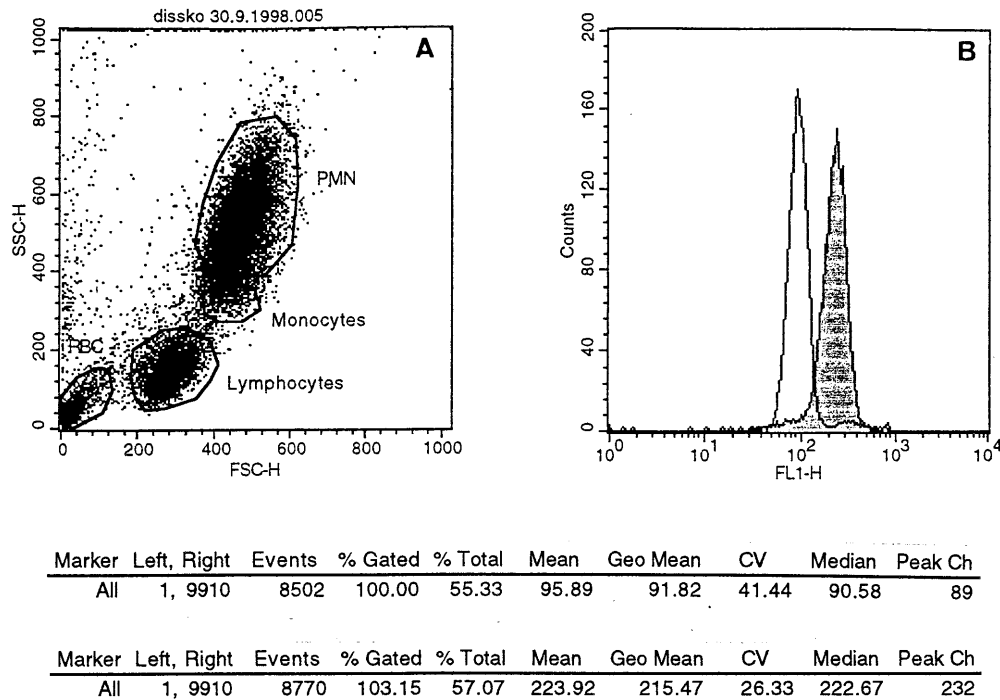 dissko 30.9.1998.005
A
1000
800
600
400
200
0
SSC-H
PMN
Monocytes
RBC
Lymphocytes
0 200 400 600 800 1000
FSC-H
B
200
160
120
80
40
0
Counts
10^0 10^1 10^2 10^3 10^4
FL1-H
Marker Left, Right Events % Gated % Total Mean Geo Mean CV Median Peak Ch
All 1, 9910 8502 100.00 55.33 95.89 91.82 41.44 90.58 89
Marker Left, Right Events % Gated % Total Mean Geo Mean CV Median Peak Ch
All 1, 9910 8770 103.15 57.07 223.92 215.47 26.33 222.67 232